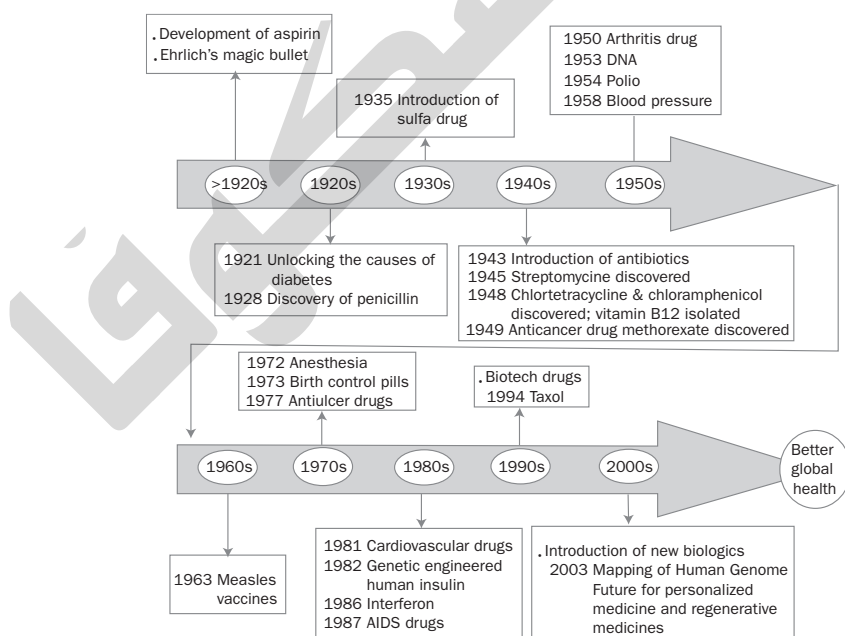 . Development of aspirin
. Ehrlich's magic bullet
1935 Introduction of
sulfa drug
1950 Arthritis drug
1953 DNA
1954 Polio
1958 Blood pressure
>1920s
1920s
1930s
1940s
1950s
1921 Unlocking the causes of
diabetes
1928 Discovery of penicillin
1943 Introduction of antibiotics
1945 Streptomycine discovered
1948 Chlortetracycline & chloramphenicol
discovered; vitamin B12 isolated
1949 Anticancer drug methorexate discovered
1972 Anesthesia
1973 Birth control pills
1977 Antiulcer drugs
. Biotech drugs
1994 Taxol
1960s
1970s
1980s
1990s
2000s
Better
global
health
1963 Measles
vaccines
1981 Cardiovascular drugs
1982 Genetic engineered
human insulin
1986 Interferon
1987 AIDS drugs
. Introduction of new biologics
2003 Mapping of Human Genome
Future for personalized
medicine and regenerative
medicines